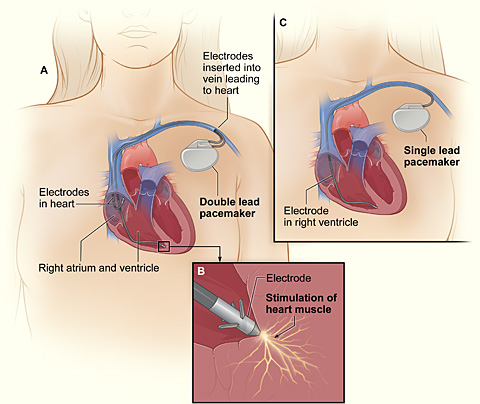 A
Electrodes
inserted into
vein leading
to heart
Double lead
pacemaker
Electrodes
in heart
Right atrium and ventricle
B
Electrode
Stimulation of
heart muscle
C
Single lead
pacemaker
Electrode
in right ventricle